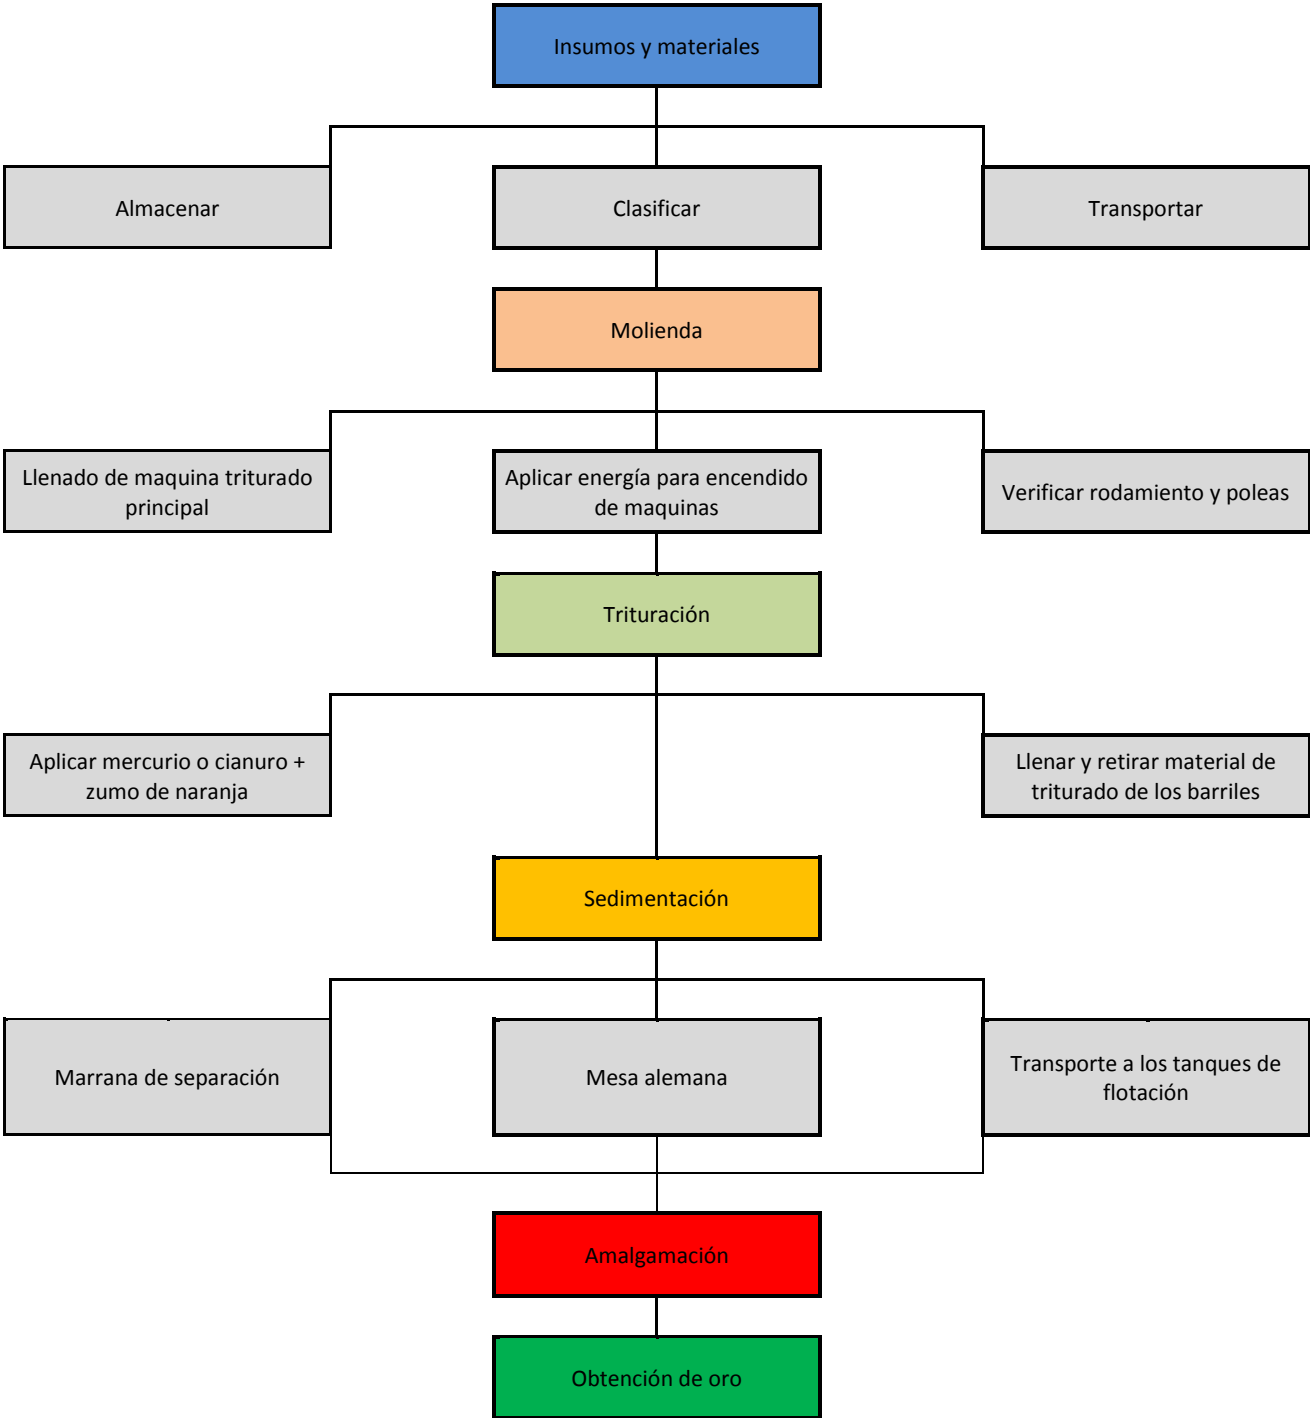 Insumos y materiales
Almacenar
Clasificar
Transportar
Molienda
Llenado de maquina triturado
principal
Aplicar energía para encendido
de maquinas
Verificar rodamiento y poleas
Trituración
Aplicar mercurio o cianuro +
zumo de naranja
Llenar y retirar material de
triturado de los barriles
Sedimentación
Marrana de separación
Mesa alemana
Transporte a los tanques de
flotación
Amalgamación
Obtención de oro